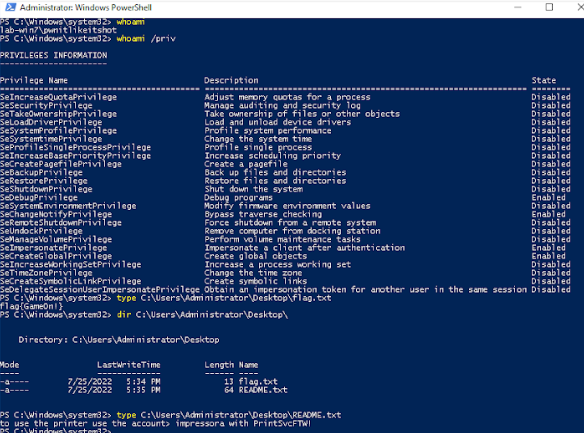 Administrator: Windows PowerShell
PS C:\Windows\system32> whoami
lab-win7\pwnitlikeitshot
PS C:\Windows\system32> whoami /priv
PRIVILEGES INFORMATION
----------------------
Privilege Name Description State
========================================= ================================================================== ========
SeIncreaseQuotaPrivilege Adjust memory quotas for a process Disabled
SeSecurityPrivilege Manage auditing and security log Disabled
SeTakeOwnershipPrivilege Take ownership of files or other objects Disabled
SeLoadDriverPrivilege Load and unload device drivers Disabled
SeSystemProfilePrivilege Profile system performance Disabled
SeSystemtimePrivilege Change the system time Disabled
SeProfileSingleProcessPrivilege Profile single process Disabled
SeIncreaseBasePriorityPrivilege Increase scheduling priority Disabled
SeCreatePagefilePrivilege Create a pagefile Disabled
SeBackupPrivilege Back up files and directories Disabled
SeRestorePrivilege Restore files and directories Disabled
SeShutdownPrivilege Shut down the system Disabled
SeDebugPrivilege Debug programs Enabled
SeSystemEnvironmentPrivilege Modify firmware environment values Disabled
SeChangeNotifyPrivilege Bypass traverse checking Enabled
SeRemoteShutdownPrivilege Force shutdown from a remote system Disabled
SeUndockPrivilege Remove computer from docking station Disabled
SeManageVolumePrivilege Perform volume maintenance tasks Disabled
SeImpersonatePrivilege Impersonate a client after authentication Enabled
SeCreateGlobalPrivilege Create global objects Enabled
SeIncreaseWorkingSetPrivilege Increase a process working set Disabled
SeTimeZonePrivilege Change the time zone Disabled
SeCreateSymbolicLinkPrivilege Create symbolic links Disabled
SeDelegateSessionUserImpersonatePrivilege Obtain an impersonation token for another user in the same session Disabled
PS C:\Windows\system32> type C:\Users\Administrator\Desktop\flag.txt
flag{GameOn!}
PS C:\Windows\system32> dir C:\Users\Administrator\Desktop\
Directory: C:\Users\Administrator\Desktop
Mode LastWriteTime Length Name
---- ------------- ------ ----
-a---- 7/25/2022 5:34 PM 13 flag.txt
-a---- 7/25/2022 5:35 PM 64 README.txt
PS C:\Windows\system32> type C:\Users\Administrator\Desktop\README.txt
to use the printer use the account> impressora with PrintSvcFTW!
PS C:\Windows\system32>